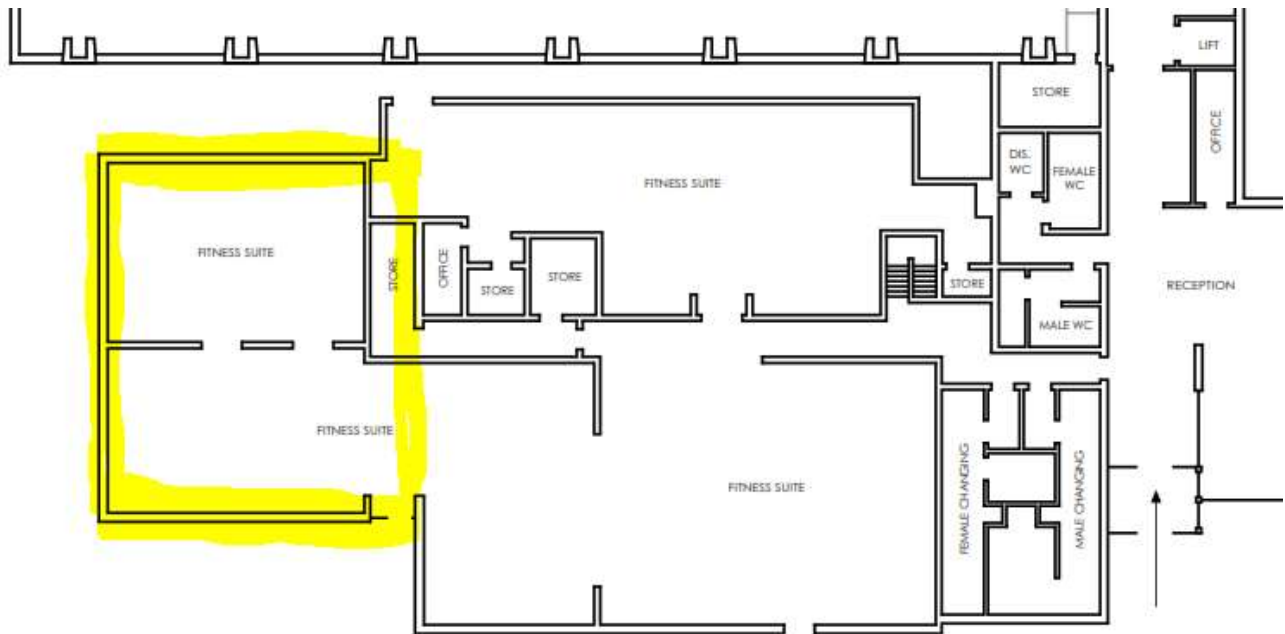 LIFT
STORE
OFFICE
DIS.
WC
FEMALE
WC
FITNESS SUITE
FITNESS SUITE
STORE
OFFICE
STORE
STORE
STORE
RECEPTION
MALE WC
FITNESS SUITE
FITNESS SUITE
FEMALE CHANGING
MALE CHANGING